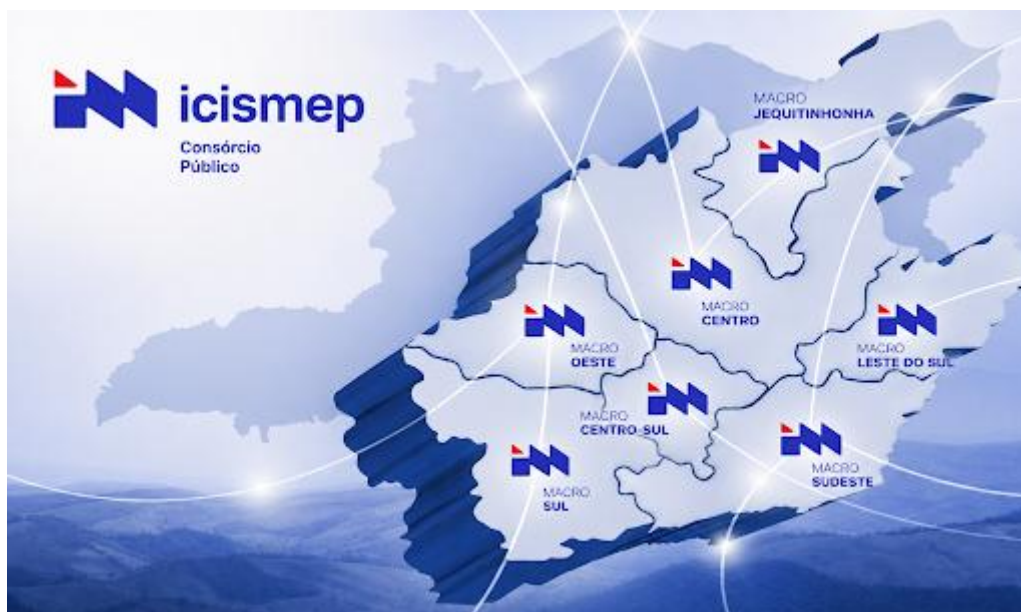 icismep
Consórcio
Público
MACRO
JEQUITINHONHA
MACRO
CENTRO
MACRO
OESTE
MACRO
LESTE DO SUL
MACRO
CENTRO-SUL
MACRO
SUDESTE
MACRO
SUL